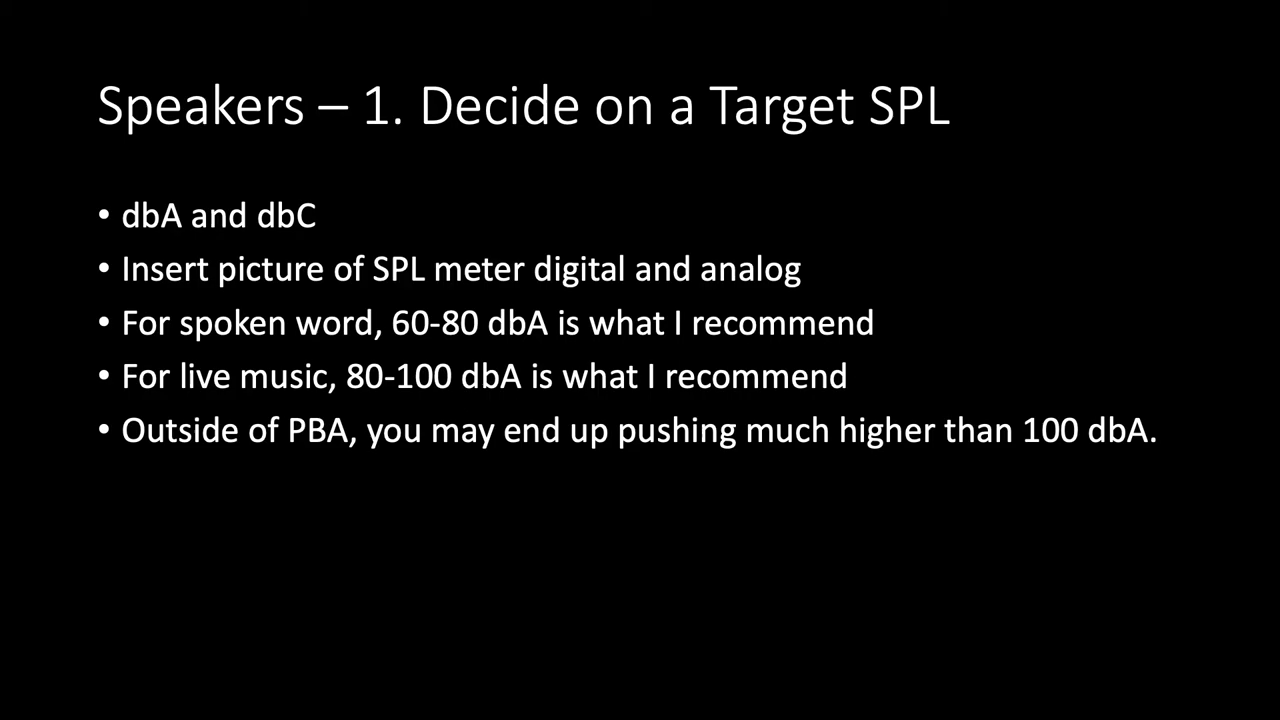 Speakers – 1. Decide on a Target SPL
• dbA and dbC
• Insert picture of SPL meter digital and analog
• For spoken word, 60-80 dbA is what I recommend
• For live music, 80-100 dbA is what I recommend
• Outside of PBA, you may end up pushing much higher than 100 dbA.